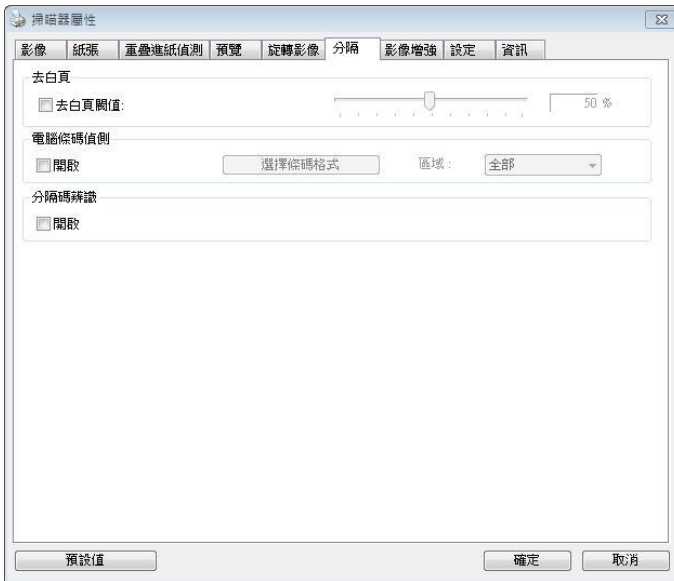 掃瞄器屬性
影像 紙張 重疊進紙偵測 預覽 旋轉影像 分隔 影像增強 設定 資訊
去白頁
去白頁閥值: 50 %
電腦條碼偵側
開啟 選擇條碼格式 區域 : 全部
分隔碼辨識
開啟
預設值 確定 取消